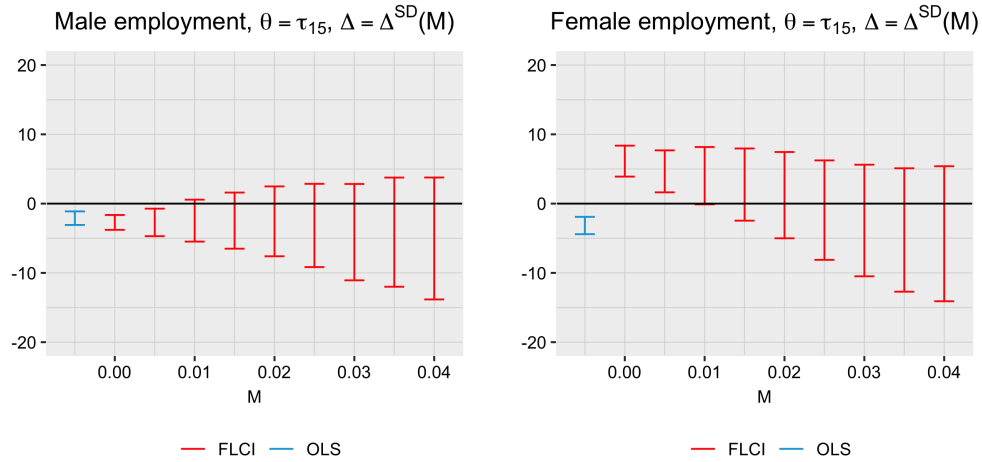 Male employment, θ = τ₁₅, Δ = Δˢᴰ(M)
20
10
0
-10
-20
0.00 0.01 0.02 0.03 0.04
M
FLCI OLS
Female employment, θ = τ₁₅, Δ = Δˢᴰ(M)
20
10
0
-10
-20
0.00 0.01 0.02 0.03 0.04
M
FLCI OLS